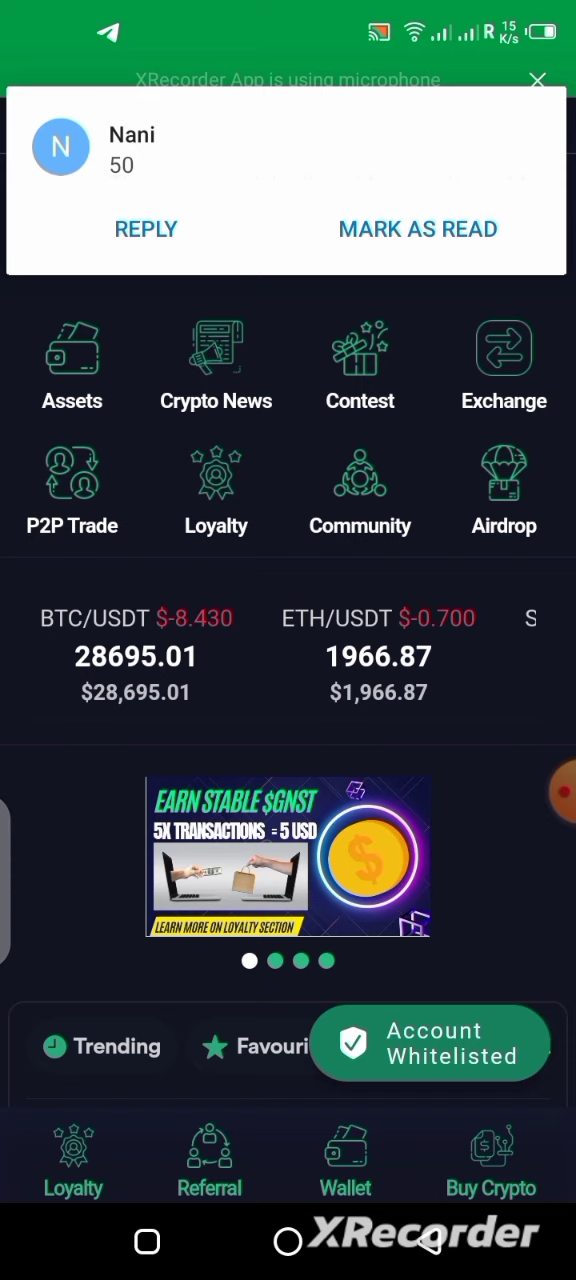 R 15 K/s
XRecorder App is using microphone
N
Nani
50
REPLY MARK AS READ
Assets Crypto News Contest Exchange
P2P Trade Loyalty Community Airdrop
BTC/USDT $-8.430 ETH/USDT $-0.700 S
28695.01 1966.87
$28,695.01 $1,966.87
EARN STABLE $GNST
5X TRANSACTIONS = 5 USD
LEARN MORE ON LOYALTY SECTION
Trending Favouri
Account
Whitelisted
Loyalty Referral Wallet Buy Crypto
XRecorder